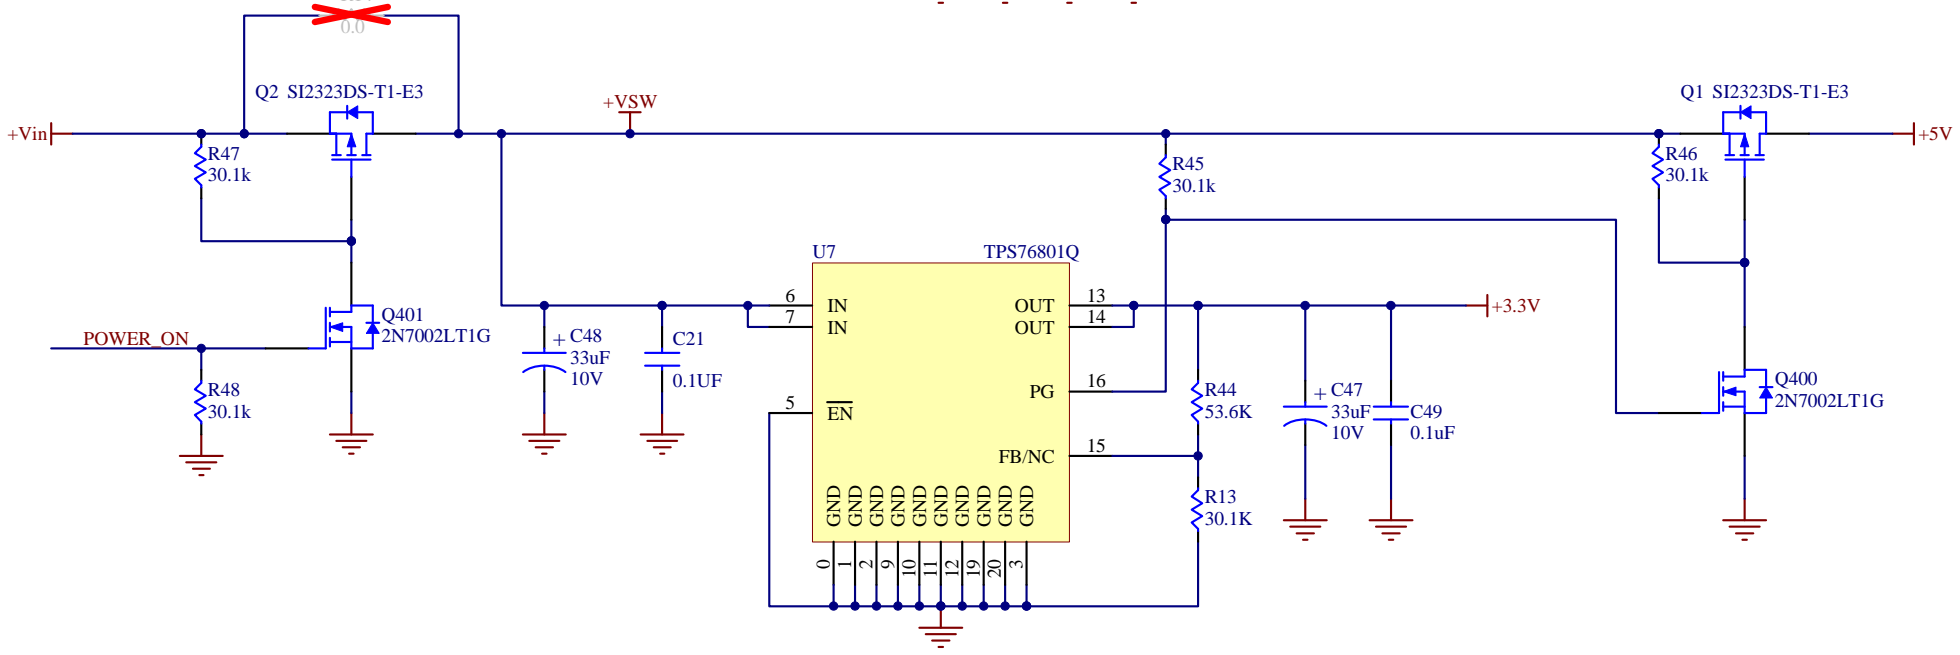 0.0
Q2 SI2323DS-T1-E3
+VSW
Q1 SI2323DS-T1-E3
+Vin
+5V
R47
30.1k
R45
30.1k
R46
30.1k
U7
TPS76801Q
6
IN
7
IN
OUT
13
OUT
14
+3.3V
Q401
2N7002LT1G
POWER_ON
+
C48
33uF
10V
C21
0.1UF
R48
30.1k
5
EN
PG
16
R44
53.6K
+
C47
33uF
10V
C49
0.1uF
Q400
2N7002LT1G
FB/NC
15
R13
30.1K
GND
GND
GND
GND
GND
GND
GND
GND
GND
GND
0
1
2
9
10
11
12
19
20
3